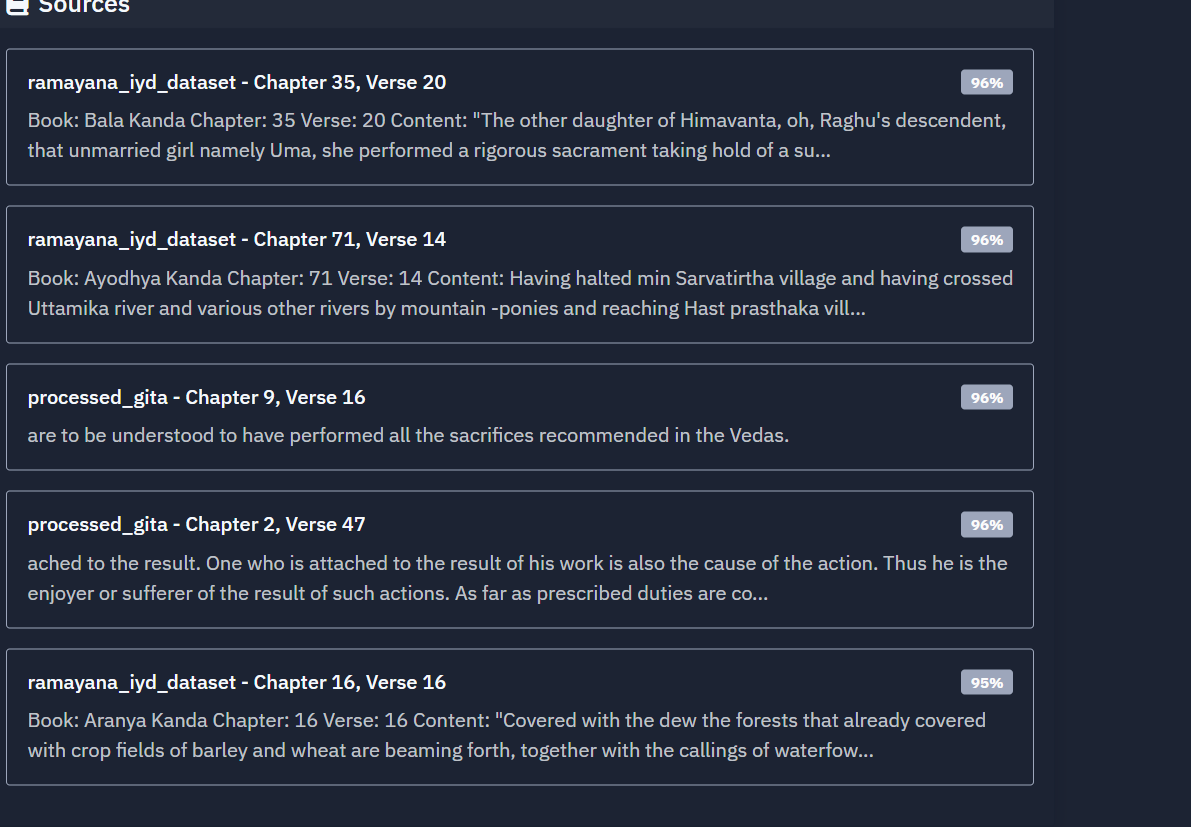 Sources
ramayana_iyd_dataset - Chapter 35, Verse 20
96%
Book: Bala Kanda Chapter: 35 Verse: 20 Content: "The other daughter of Himavanta, oh, Raghu's descendent,
that unmarried girl namely Uma, she performed a rigorous sacrament taking hold of a su...
ramayana_iyd_dataset - Chapter 71, Verse 14
96%
Book: Ayodhya Kanda Chapter: 71 Verse: 14 Content: Having halted min Sarvatirtha village and having crossed
Uttamika river and various other rivers by mountain -ponies and reaching Hast prasthaka vill...
processed_gita - Chapter 9, Verse 16
96%
are to be understood to have performed all the sacrifices recommended in the Vedas.
processed_gita - Chapter 2, Verse 47
96%
ached to the result. One who is attached to the result of his work is also the cause of the action. Thus he is the
enjoyer or sufferer of the result of such actions. As far as prescribed duties are co...
ramayana_iyd_dataset - Chapter 16, Verse 16
95%
Book: Aranya Kanda Chapter: 16 Verse: 16 Content: "Covered with the dew the forests that already covered
with crop fields of barley and wheat are beaming forth, together with the callings of waterfow...